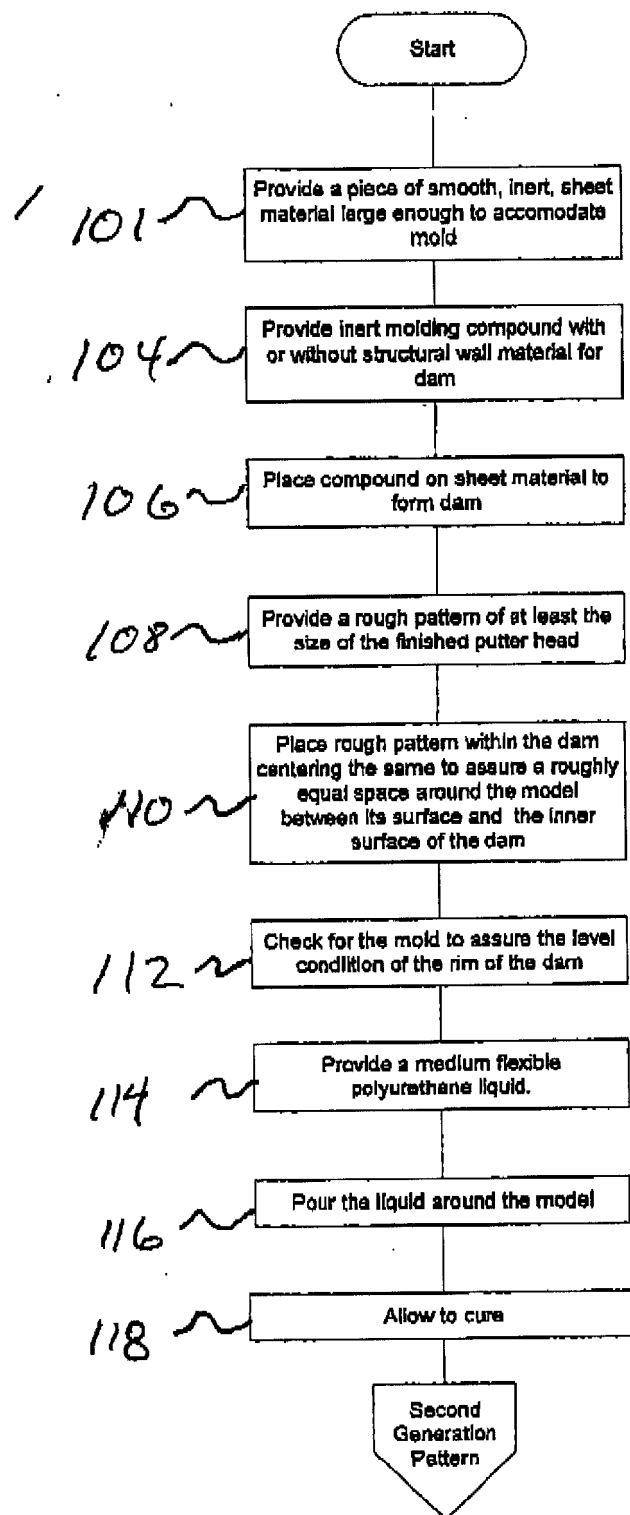 Start
101
Provide a piece of smooth, inert, sheet
material large enough to accomodate
mold
104
Provide inert molding compound with
or without structural wall material for
dam
106
Place compound on sheet material to
form dam
108
Provide a rough pattern of at least the
size of the finished putter head
110
Place rough pattern within the dam
centering the same to assure a roughly
equal space around the model
between its surface and the inner
surface of the dam
112
Check for the mold to assure the level
condition of the rim of the dam
114
Provide a medium flexible
polyurethane liquid.
116
Pour the liquid around the model
118
Allow to cure
Second
Generation
Pattern